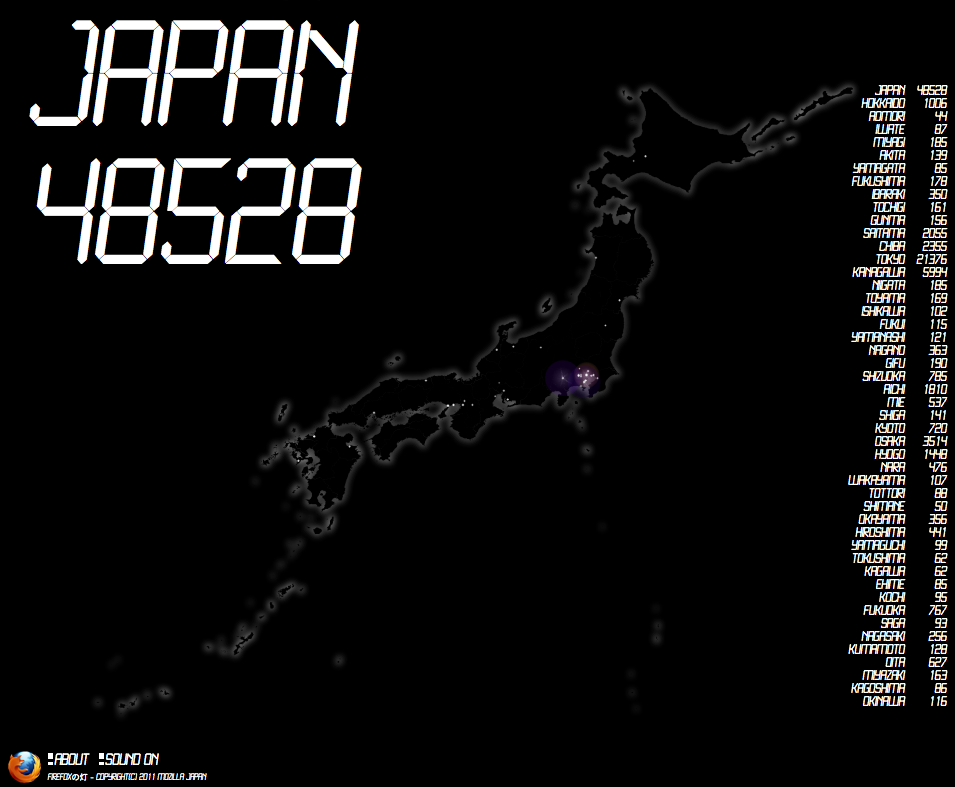 JAPAN
48528
JAPAN 48528
HOKKAIDO 1006
AOMORI 44
IWATE 87
MIYAGI 185
AKITA 139
YAMAGATA 85
FUKUSHIMA 178
IBARAKI 350
TOCHIGI 161
GUNMA 156
SAITAMA 2055
CHIBA 2355
TOKYO 21376
KANAGAWA 5994
NIGATA 185
TOYAMA 169
ISHIKAWA 102
FUKUI 115
YAMANASHI 121
NAGANO 363
GIFU 190
SHIZUOKA 785
AICHI 1810
MIE 537
SHIGA 141
KYOTO 720
OSAKA 3514
HYOGO 1448
NARA 476
WAKAYAMA 107
TOTTORI 88
SHIMANE 50
OKAYAMA 356
HIROSHIMA 441
YAMAGUCHI 99
TOKUSHIMA 62
KAGAWA 62
EHIME 85
KOCHI 95
FUKUOKA 767
SAGA 93
NAGASAKI 256
KUMAMOTO 128
OITA 627
MIYAZAKI 163
KAGOSHIMA 86
OKINAWA 116
ABOUT SOUND ON
FIREFOXの灯 - COPYRIGHT(C) 2011 MOZILLA JAPAN